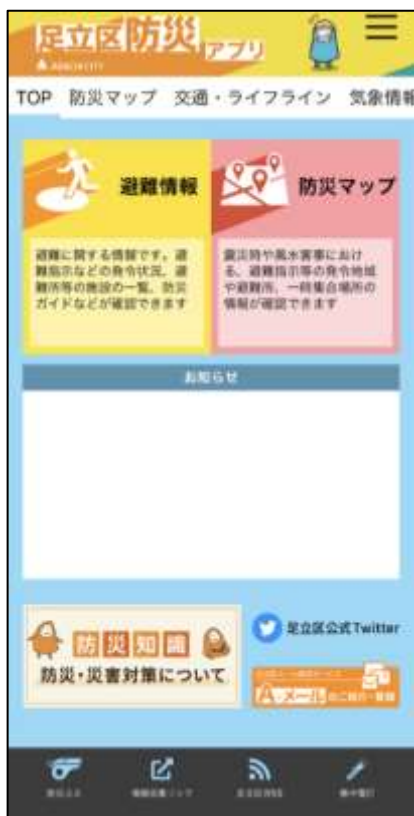 足立区防災アプリ
ADACHI CITY
TOP 防災マップ 交通・ライフライン 気象情報
避難情報
避難に関する情報です。避
難指示などの発令状況、避
難所等の施設の一覧、防災
ガイドなどが確認できます
防災マップ
震災時や風水害等におけ
る、避難指示等の発令地域
や避難所、一時集合場所の
情報が確認できます
お知らせ
防災知識
防災・災害対策について
足立区公式Twitter
A-メール